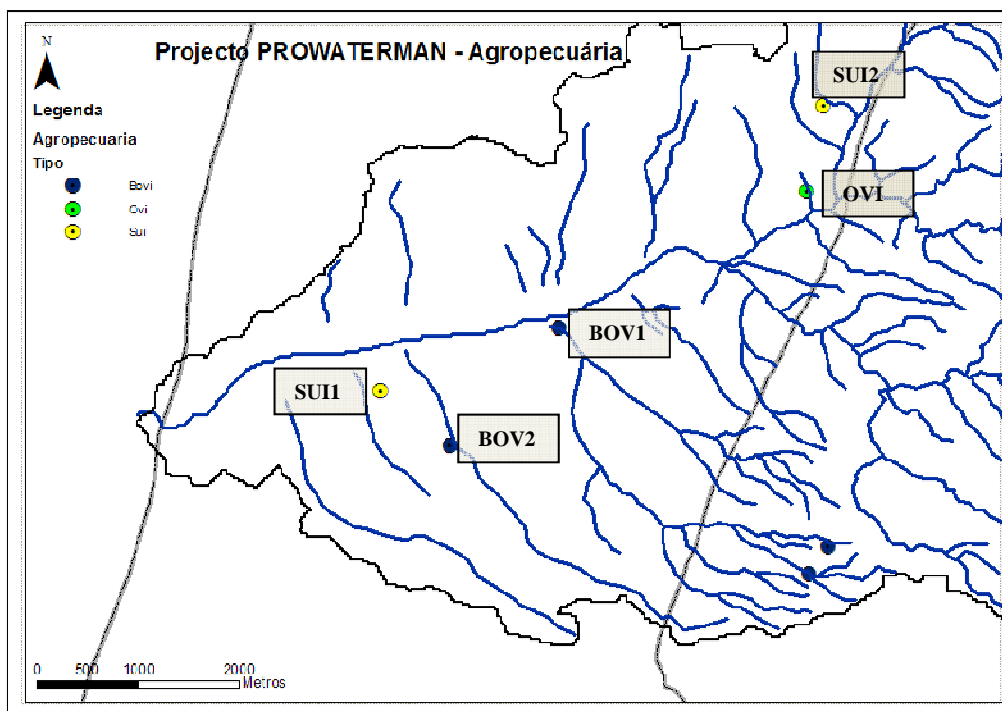 Projecto PROWATERMAN - Agropecuária
N
Legenda
Agropecuaria
Tipo
Bovi
Ovi
Sui
SUI2
OVI
BOV1
SUI1
BOV2
0 500 1000 2000
Metros